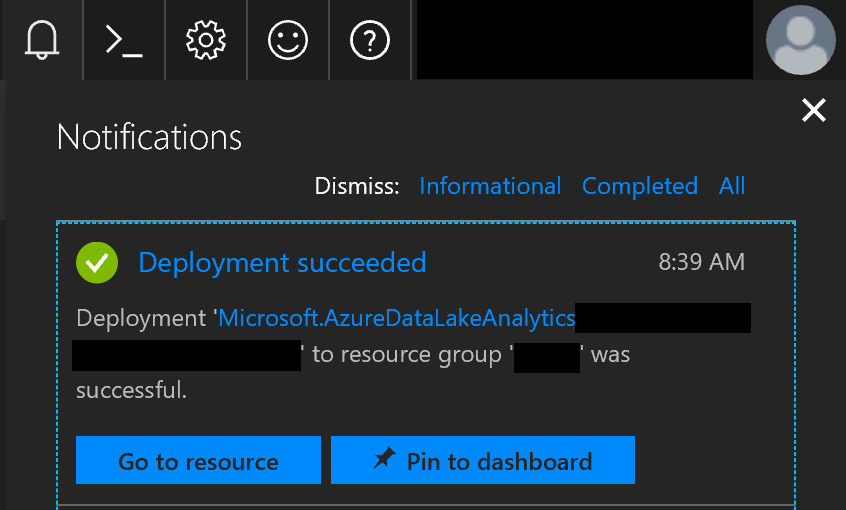 Notifications
Dismiss: Informational Completed All
Deployment succeeded 8:39 AM
Deployment 'Microsoft.AzureDataLakeAnalytics
' to resource group ' ' was
successful.
Go to resource Pin to dashboard